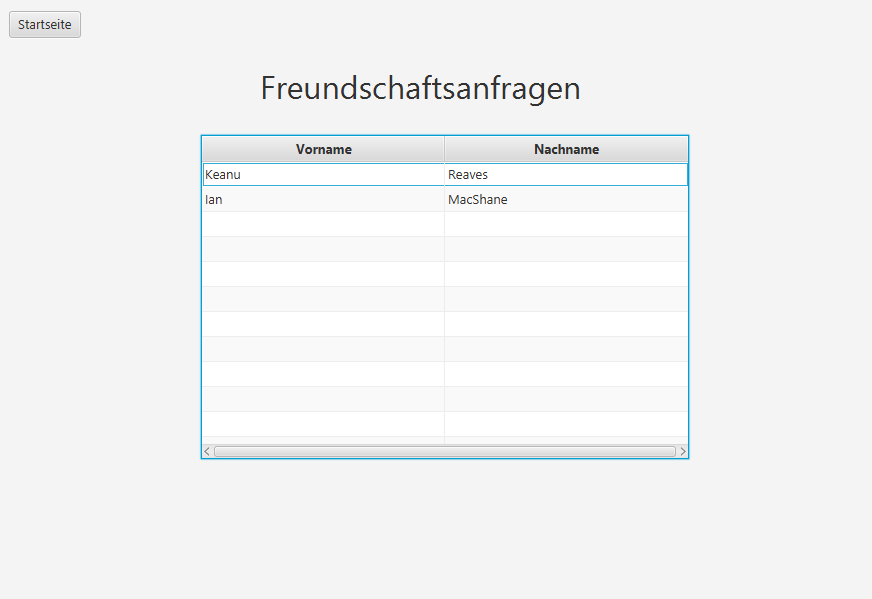 Startseite
Freundschaftsanfragen
Vorname Nachname
Keanu Reaves
Ian MacShane